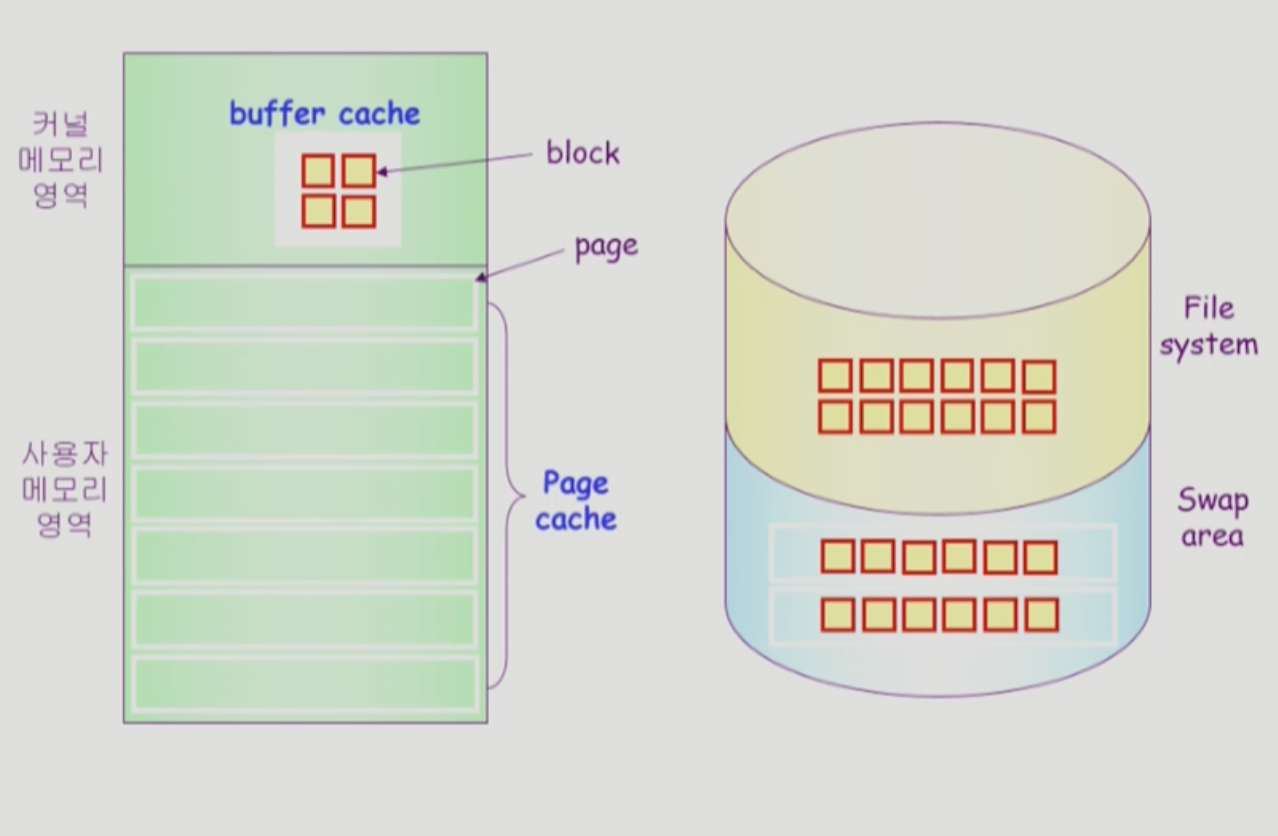 커널
메모리
영역
buffer cache
block
page
사용자
메모리
영역
Page
cache
File
system
Swap
area